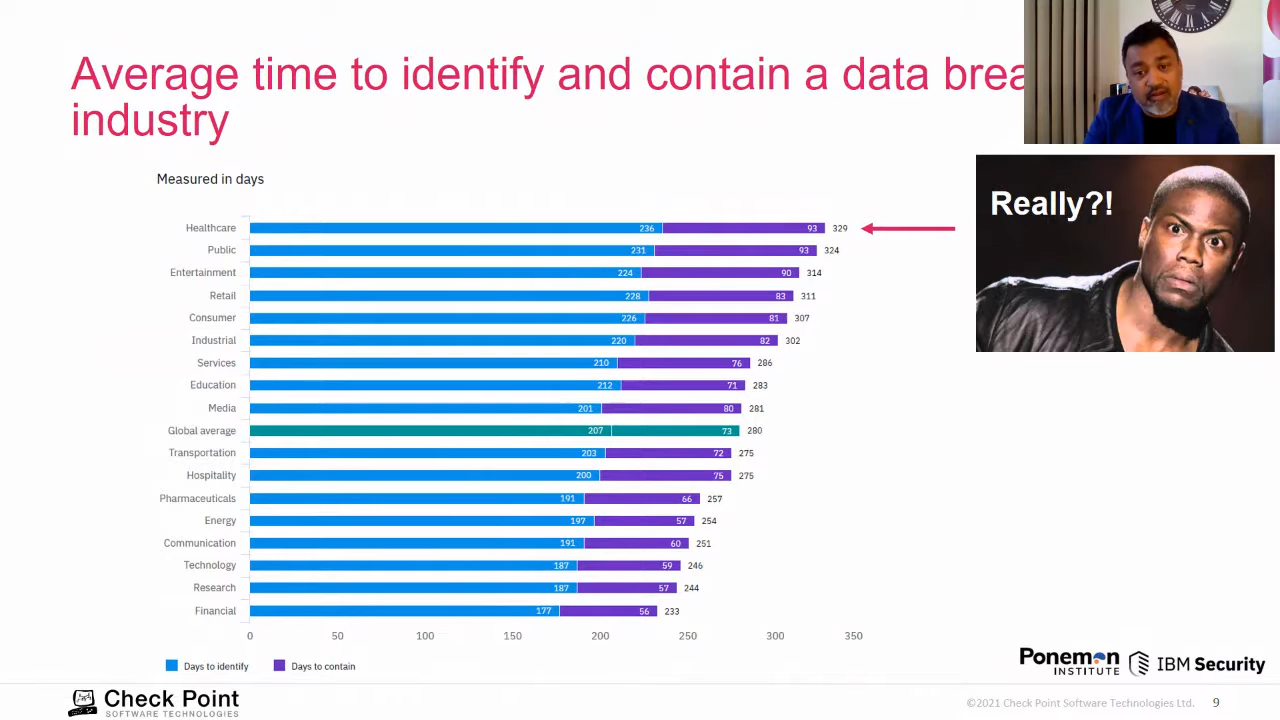 Average time to identify and contain a data brea
industry
Measured in days
Really?!
Healthcare 236 93 329
Public 231 93 324
Entertainment 224 90 314
Retail 228 83 311
Consumer 226 81 307
Industrial 220 82 302
Services 210 76 286
Education 212 71 283
Media 201 80 281
Global average 207 73 280
Transportation 203 72 275
Hospitality 200 75 275
Pharmaceuticals 191 66 257
Energy 197 57 254
Communication 191 60 251
Technology 187 59 246
Research 187 57 244
Financial 177 56 233
0 50 100 150 200 250 300 350
Days to identify Days to contain
Ponemon
INSTITUTE
IBM Security
Check Point
SOFTWARE TECHNOLOGIES
©2021 Check Point Software Technologies Ltd. 9